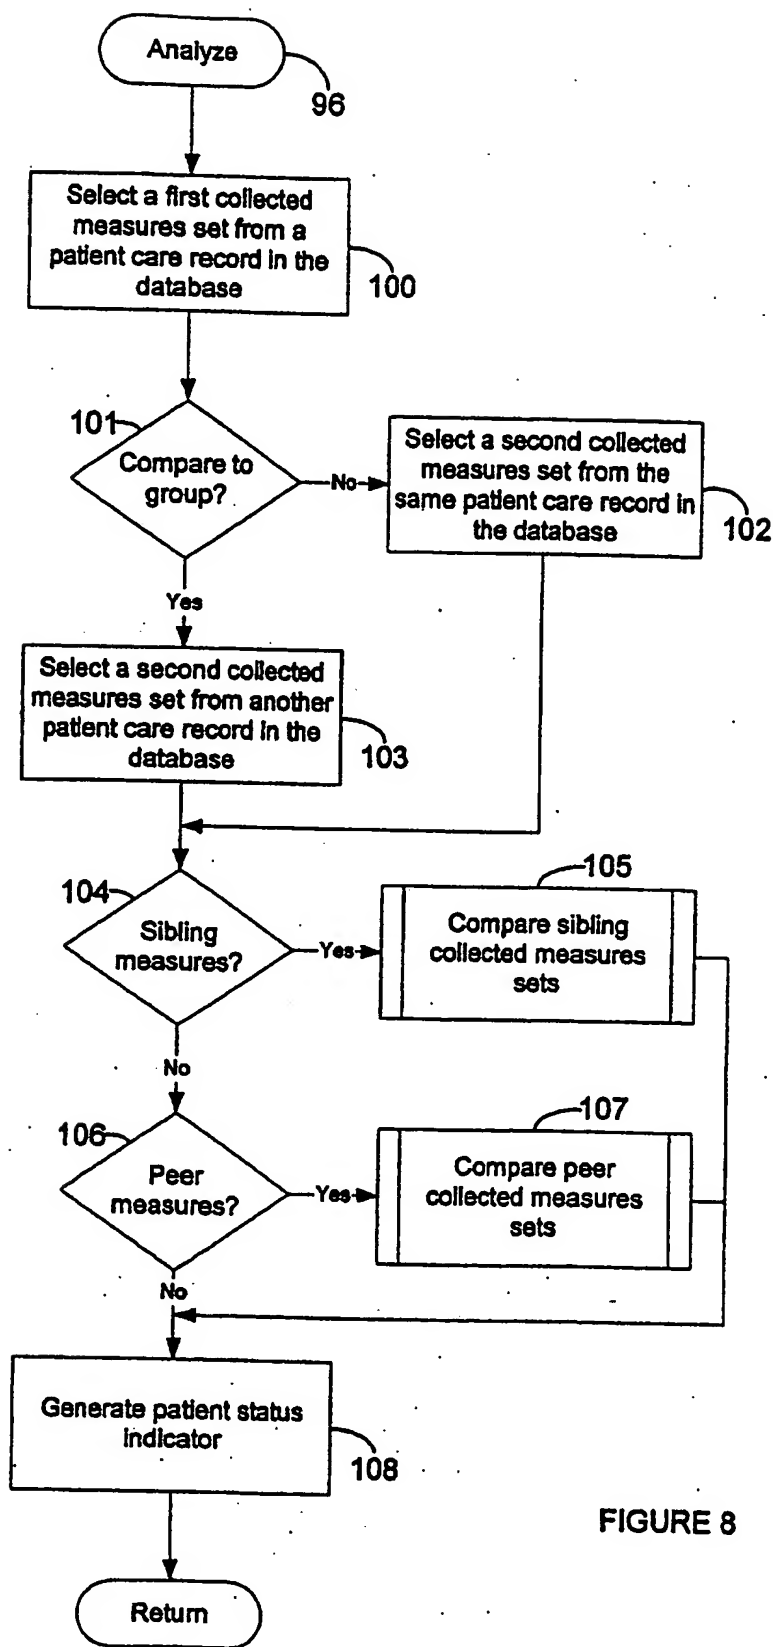 Analyze
96
Select a first collected
measures set from a
patient care record in the
database
100
101
Compare to
group?
No
Select a second collected
measures set from the
same patient care record in
the database
102
Yes
Select a second collected
measures set from another
patient care record in the
database
103
104
Sibling
measures?
Yes
105
Compare sibling
collected measures
sets
No
106
Peer
measures?
Yes
107
Compare peer
collected measures
sets
No
Generate patient status
indicator
108
Return
FIGURE 8